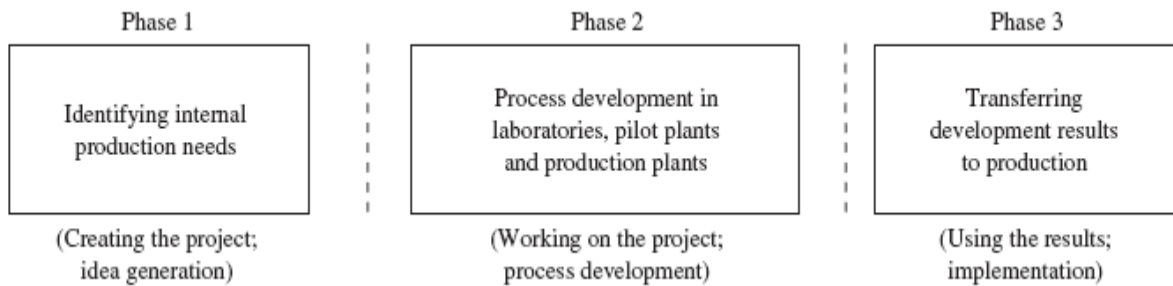 Phase 1
Phase 2
Phase 3
Identifying internal
production needs
Process development in
laboratories, pilot plants
and production plants
Transferring
development results
to production
(Creating the project;
idea generation)
(Working on the project;
process development)
(Using the results;
implementation)